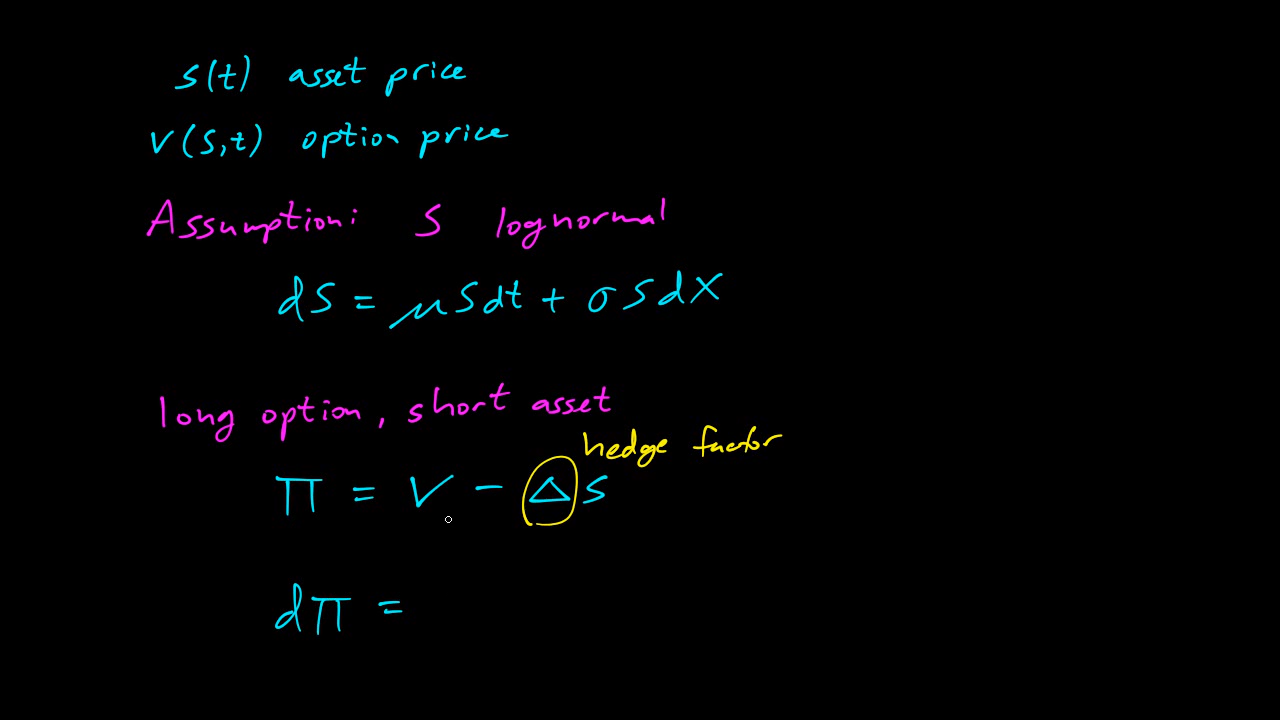 S(t) asset price
V(S,t) option price
Assumption: S lognormal
dS = μSdt + σSdX
long option, short asset
hedge factor
Π = V - ΔS
dΠ =